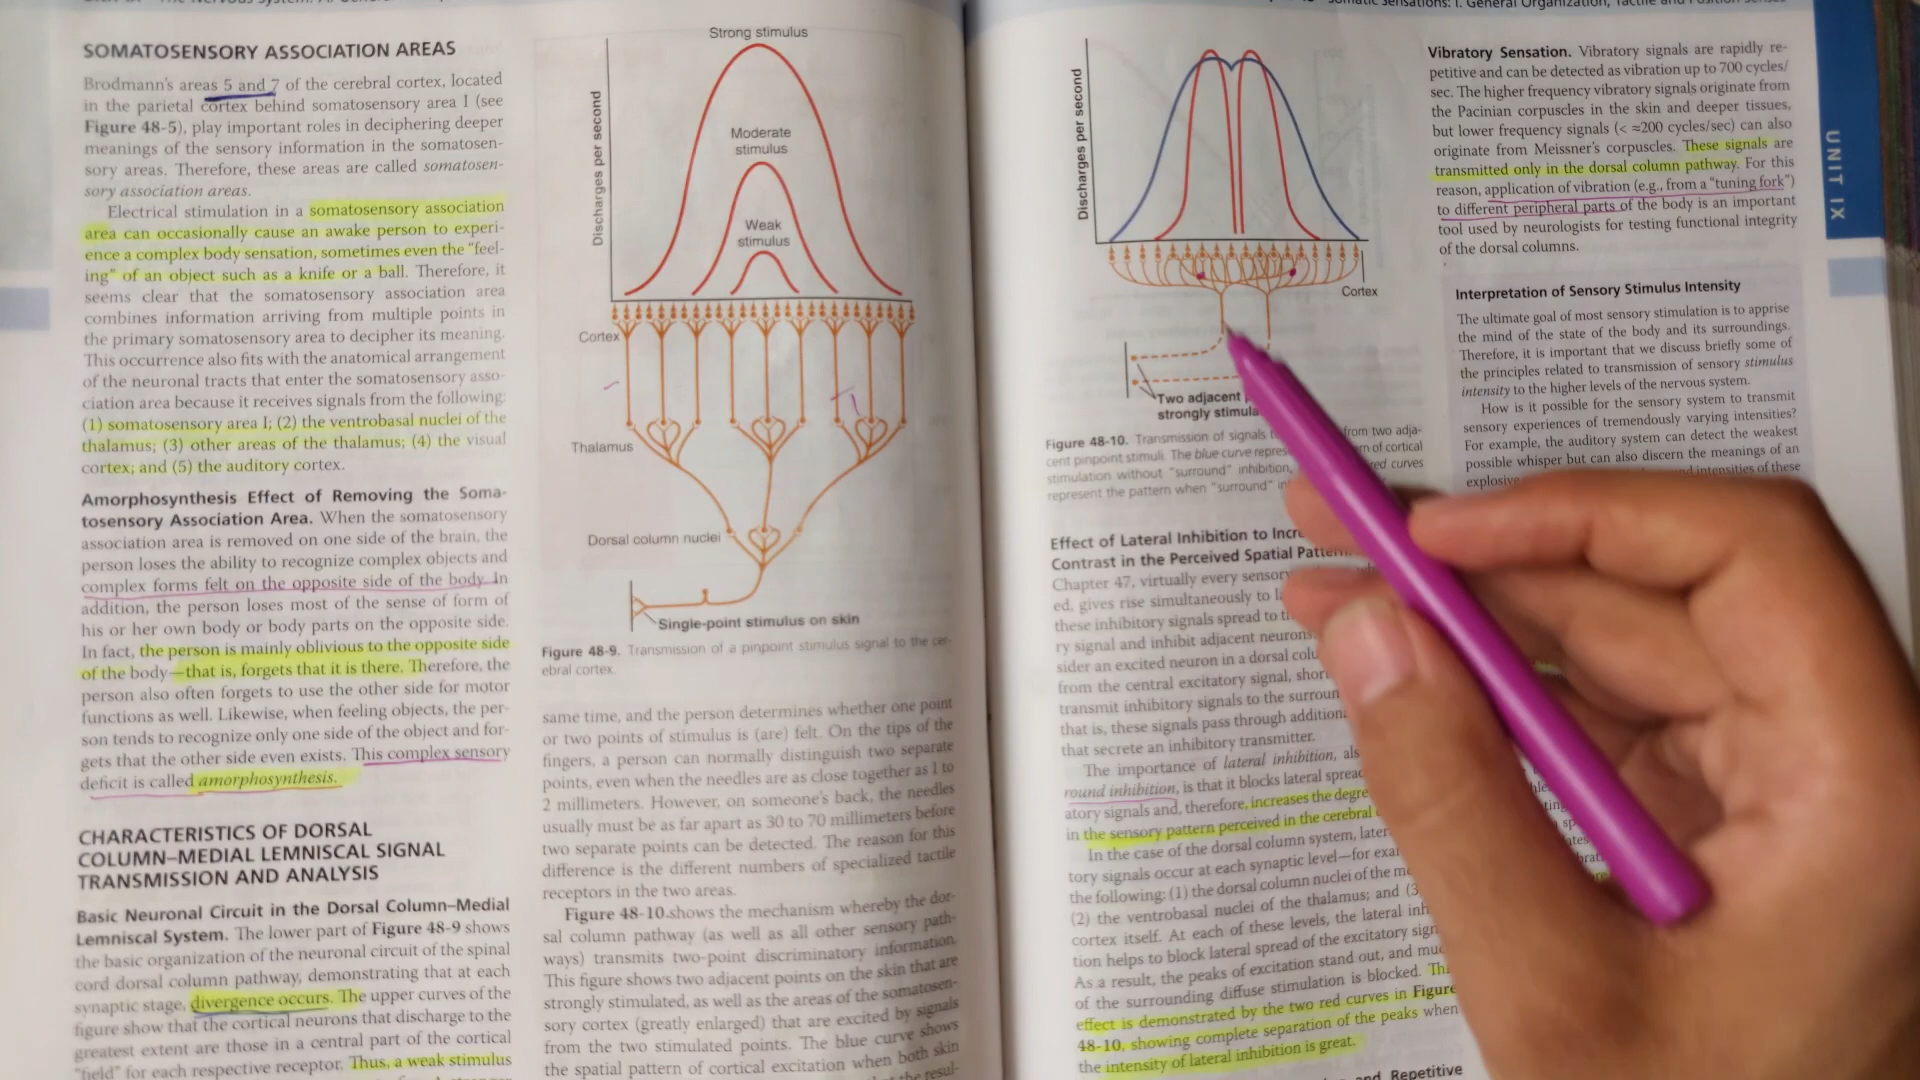 SOMATOSENSORY ASSOCIATION AREAS
Brodmann's areas 5 and 7 of the cerebral cortex, located
in the parietal cortex behind somatosensory area I (see
Figure 48-5), play important roles in deciphering deeper
meanings of the sensory information in the somatosen-
sory areas. Therefore, these areas are called somatosen-
sory association areas.
Electrical stimulation in a somatosensory association
area can occasionally cause an awake person to experi-
ence a complex body sensation, sometimes even the "feel-
ing" of an object such as a knife or a ball. Therefore, it
seems clear that the somatosensory association area
combines information arriving from multiple points in
the primary somatosensory area to decipher its meaning.
This occurrence also fits with the anatomical arrangement
of the neuronal tracts that enter the somatosensory asso-
ciation area because it receives signals from the following:
(1) somatosensory area I; (2) the ventrobasal nuclei of the
thalamus; (3) other areas of the thalamus; (4) the visual
cortex; and (5) the auditory cortex.
Amorphosynthesis Effect of Removing the Soma-
tosensory Association Area. When the somatosensory
association area is removed on one side of the brain, the
person loses the ability to recognize complex objects and
complex forms felt on the opposite side of the body. In
addition, the person loses most of the sense of form of
his or her own body or body parts on the opposite side.
In fact, the person is mainly oblivious to the opposite side
of the body—that is, forgets that it is there. Therefore, the
person also often forgets to use the other side for motor
functions as well. Likewise, when feeling objects, the per-
son tends to recognize only one side of the object and for-
gets that the other side even exists. This complex sensory
deficit is called amorphosynthesis.
CHARACTERISTICS OF DORSAL
COLUMN–MEDIAL LEMNISCAL SIGNAL
TRANSMISSION AND ANALYSIS
Basic Neuronal Circuit in the Dorsal Column–Medial
Lemniscal System. The lower part of Figure 48-9 shows
the basic organization of the neuronal circuit of the spinal
cord dorsal column pathway, demonstrating that at each
synaptic stage, divergence occurs. The upper curves of the
figure show that the cortical neurons that discharge to the
greatest extent are those in a central part of the cortical
"field" for each respective receptor. Thus, a weak stimulus
Strong stimulus
Moderate
stimulus
Weak
stimulus
Discharges per second
Cortex
Thalamus
Dorsal column nuclei
Single-point stimulus on skin
Figure 48-9. Transmission of a pinpoint stimulus signal to the cer-
ebral cortex.
same time, and the person determines whether one point
or two points of stimulus is (are) felt. On the tips of the
fingers, a person can normally distinguish two separate
points, even when the needles are as close together as 1 to
2 millimeters. However, on someone's back, the needles
usually must be as far apart as 30 to 70 millimeters before
two separate points can be detected. The reason for this
difference is the different numbers of specialized tactile
receptors in the two areas.
Figure 48-10 shows the mechanism whereby the dor-
sal column pathway (as well as all other sensory path-
ways) transmits two-point discriminatory information.
This figure shows two adjacent points on the skin that are
strongly stimulated, as well as the areas of the somatosen-
sory cortex (greatly enlarged) that are excited by signals
from the two stimulated points. The blue curve shows
the spatial pattern of cortical excitation when both skin
Discharges per second
Cortex
Two adjacent
strongly stimula
Figure 48-10. Transmission of signals from two adja-
cent pinpoint stimuli. The blue curve repres rn of cortical
stimulation without "surround" inhibition, red curves
represent the pattern when "surround" in
Effect of Lateral Inhibition to Incr
Contrast in the Perceived Spatial Pattern.
Chapter 47, virtually every sensory
ed, gives rise simultaneously to l
these inhibitory signals spread to t
ry signal and inhibit adjacent neurons.
sider an excited neuron in a dorsal colu
from the central excitatory signal, shor
transmit inhibitory signals to the surroun
that is, these signals pass through addition
that secrete an inhibitory transmitter.
The importance of lateral inhibition, als
round inhibition, is that it blocks lateral sprea
atory signals and, therefore, increases the degre
in the sensory pattern perceived in the cerebral
In the case of the dorsal column system, later
tory signals occur at each synaptic level—for exa
the following: (1) the dorsal column nuclei of the m
(2) the ventrobasal nuclei of the thalamus; and (3
cortex itself. At each of these levels, the lateral inh
tion helps to block lateral spread of the excitatory sign
As a result, the peaks of excitation stand out, and muc
of the surrounding diffuse stimulation is blocked. Thi
effect is demonstrated by the two red curves in Figure
48-10, showing complete separation of the peaks when
the intensity of lateral inhibition is great.
and Repetitive
Vibratory Sensation. Vibratory signals are rapidly re-
petitive and can be detected as vibration up to 700 cycles/
sec. The higher frequency vibratory signals originate from
the Pacinian corpuscles in the skin and deeper tissues,
but lower frequency signals (< ≈200 cycles/sec) can also
originate from Meissner's corpuscles. These signals are
transmitted only in the dorsal column pathway. For this
reason, application of vibration (e.g., from a "tuning fork")
to different peripheral parts of the body is an important
tool used by neurologists for testing functional integrity
of the dorsal columns.
Interpretation of Sensory Stimulus Intensity
The ultimate goal of most sensory stimulation is to apprise
the mind of the state of the body and its surroundings.
Therefore, it is important that we discuss briefly some of
the principles related to transmission of sensory stimulus
intensity to the higher levels of the nervous system.
How is it possible for the sensory system to transmit
sensory experiences of tremendously varying intensities?
For example, the auditory system can detect the weakest
possible whisper but can also discern the meanings of an
explosive intensities of these
UNIT IX